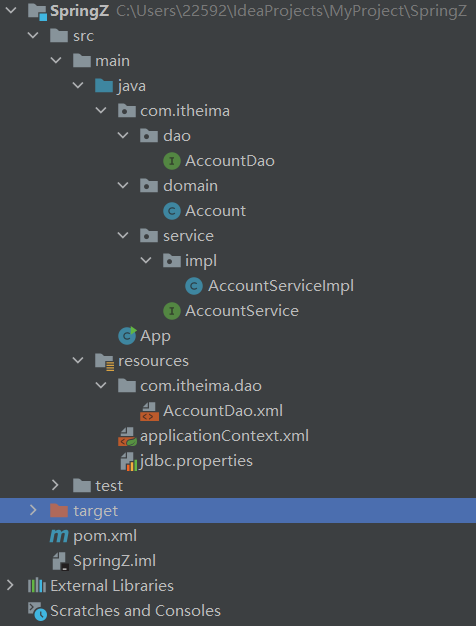 SpringZ C:\Users\22592\IdeaProjects\MyProject\SpringZ
src
main
java
com.itheima
dao
AccountDao
domain
Account
service
impl
AccountServiceImpl
AccountService
App
resources
com.itheima.dao
AccountDao.xml
applicationContext.xml
jdbc.properties
test
target
pom.xml
SpringZ.iml
External Libraries
Scratches and Consoles